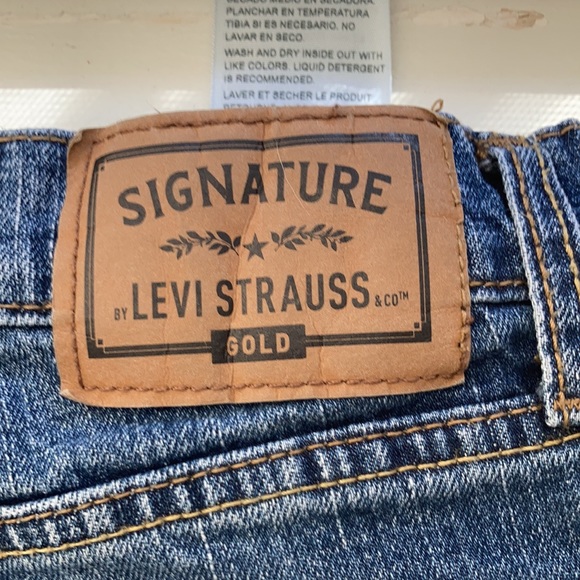 SECADO MEDIO EN SECADORA.
PLANCHAR EN TEMPERATURA
TIBIA SI ES NECESARIO. NO
LAVAR EN SECO.
WASH AND DRY INSIDE OUT WITH
LIKE COLORS. LIQUID DETERGENT
IS RECOMMENDED.
LAVER ET SECHER LE PRODUIT
SIGNATURE
BY LEVI STRAUSS & CO™
GOLD